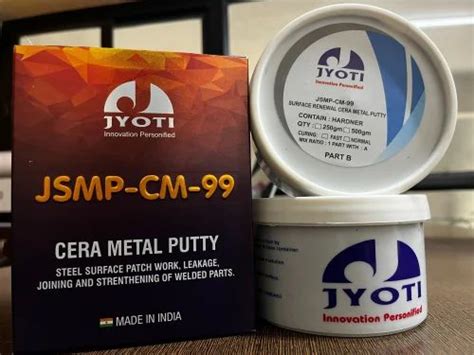 JYOTI
Innovation Personified
JSMP-CM-99
CERA METAL PUTTY
STEEL SURFACE PATCH WORK, LEAKAGE,
JOINING AND STRENTHENING OF WELDED PARTS.
MADE IN INDIA
JYOTI
Innovation Personified
JSMP-CM-99
SURFACE RENEWAL CERA METAL PUTTY
CONTAIN : HARDNER
QTY : 250gm 500gm
CURING : FAST NORMAL
MIX RATIO : 1 PART WITH : A
PART B
JYOTI
Innovation Personified